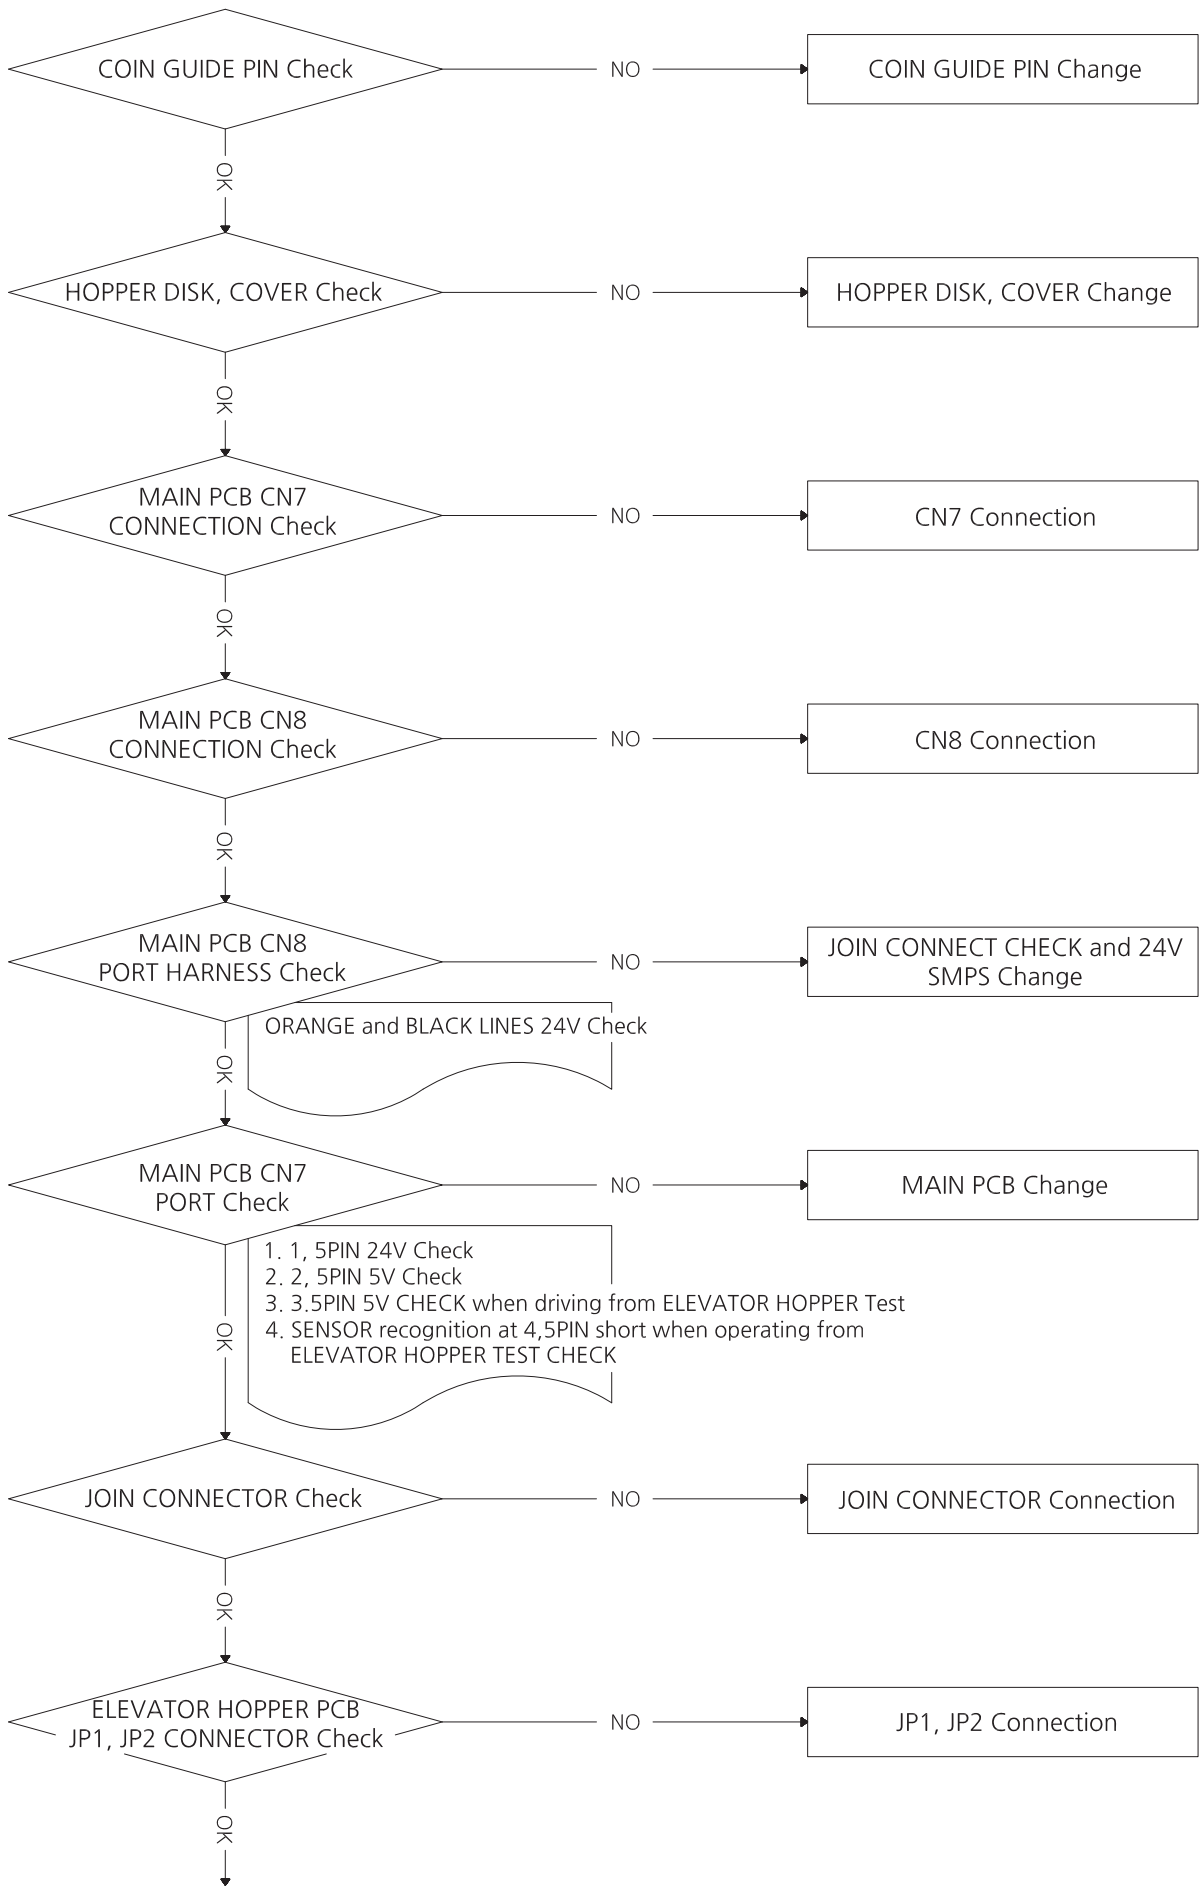 COIN GUIDE PIN Check
NO
COIN GUIDE PIN Change
OK
HOPPER DISK, COVER Check
NO
HOPPER DISK, COVER Change
OK
MAIN PCB CN7
CONNECTION Check
NO
CN7 Connection
OK
MAIN PCB CN8
CONNECTION Check
NO
CN8 Connection
OK
MAIN PCB CN8
PORT HARNESS Check
NO
JOIN CONNECT CHECK and 24V
SMPS Change
ORANGE and BLACK LINES 24V Check
OK
MAIN PCB CN7
PORT Check
NO
MAIN PCB Change
1. 1, 5PIN 24V Check
2. 2, 5PIN 5V Check
3. 3.5PIN 5V CHECK when driving from ELEVATOR HOPPER Test
4. SENSOR recognition at 4,5PIN short when operating from
ELEVATOR HOPPER TEST CHECK
OK
JOIN CONNECTOR Check
NO
JOIN CONNECTOR Connection
OK
ELEVATOR HOPPER PCB
JP1, JP2 CONNECTOR Check
NO
JP1, JP2 Connection
OK